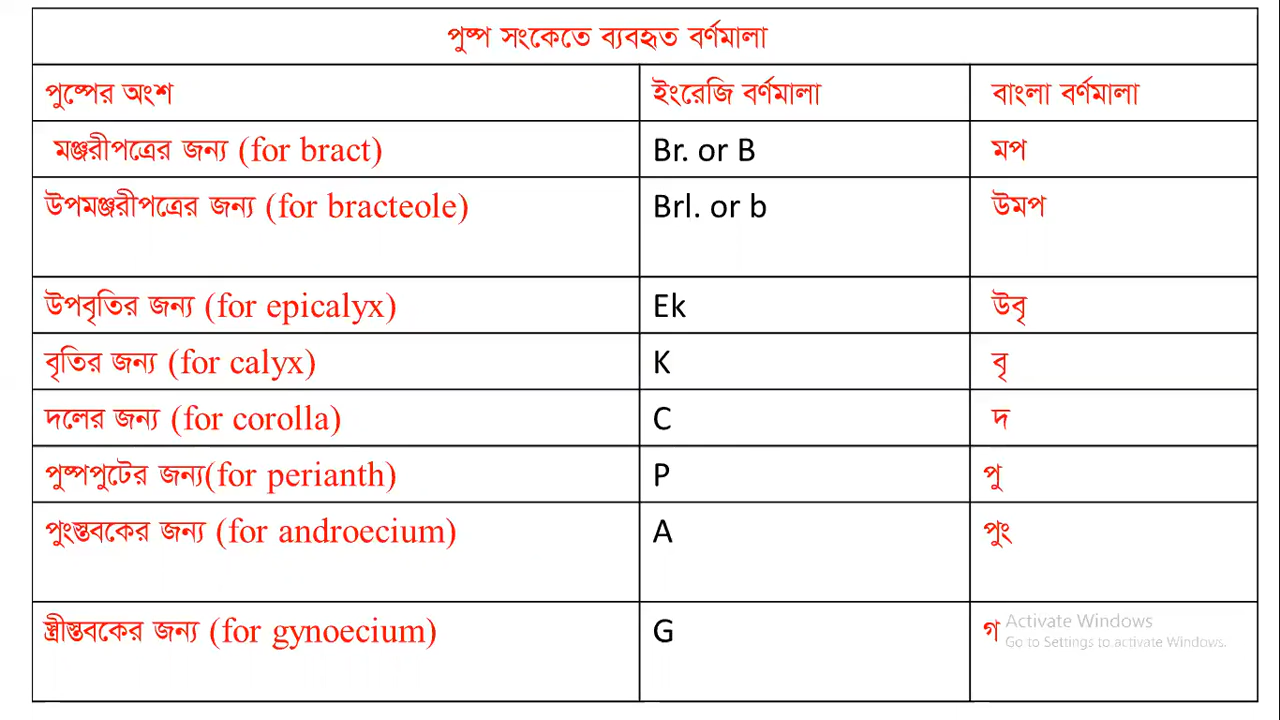 পুষ্প সংকেতে ব্যবহৃত বর্ণমালা
পুষ্পের অংশ ইংরেজি বর্ণমালা বাংলা বর্ণমালা
মঞ্জরীপত্রের জন্য (for bract) Br. or B মপ
উপমঞ্জরীপত্রের জন্য (for bracteole) Brl. or b উমপ
উপবৃতির জন্য (for epicalyx) Ek উবৃ
বৃতির জন্য (for calyx) K বৃ
দলের জন্য (for corolla) C দ
পুষ্পপুটের জন্য(for perianth) P পু
পুংস্তবকের জন্য (for androecium) A পুং
স্ত্রীস্তবকের জন্য (for gynoecium) G গ
Activate Windows
Go to Settings to activate Windows.